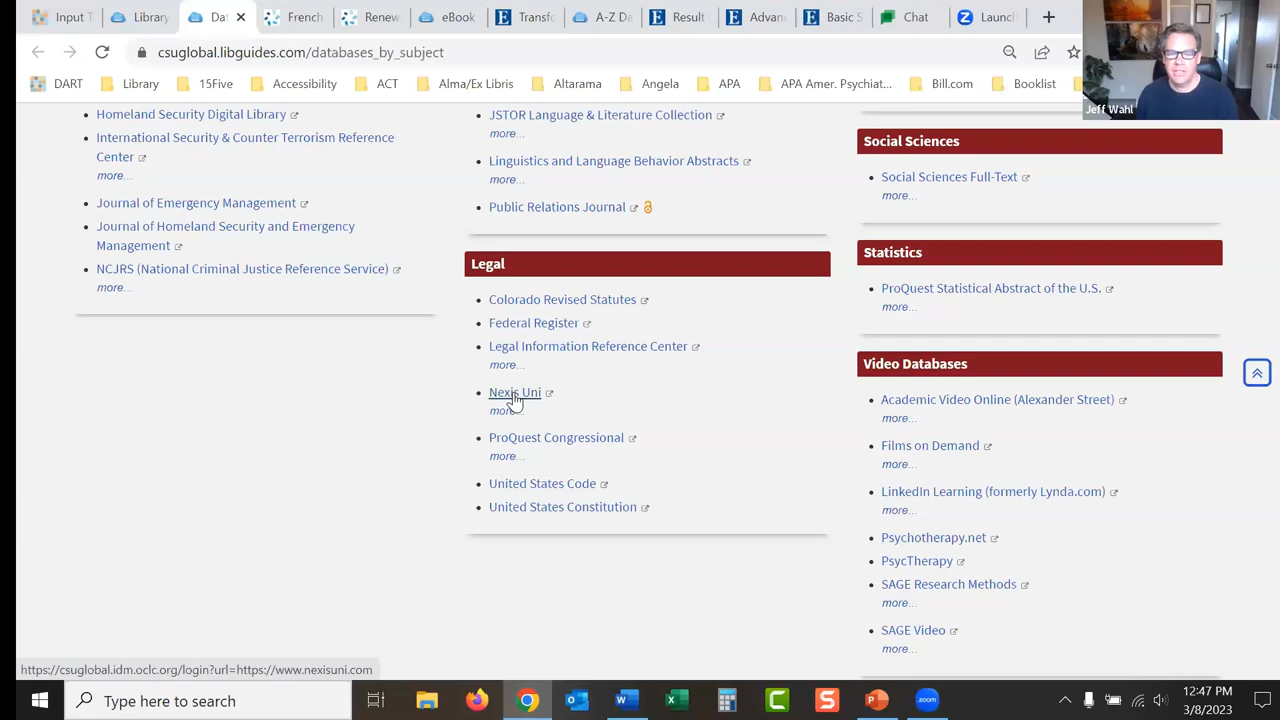 Input T
Library
Dat
French
Renew
eBook
Transfo
A-Z Da
Result
Advan
Basic S
Chat
Launch
csuglobal.libguides.com/databases_by_subject
DART
Library
15Five
Accessibility
ACT
Alma/Ex Libris
Altarama
Angela
APA
APA Amer. Psychiat...
Bill.com
Booklist
Jeff Wahl
Homeland Security Digital Library
International Security & Counter Terrorism Reference
Center
more...
Journal of Emergency Management
Journal of Homeland Security and Emergency
Management
NCJRS (National Criminal Justice Reference Service)
more...
JSTOR Language & Literature Collection
more...
Linguistics and Language Behavior Abstracts
more...
Public Relations Journal
Legal
Colorado Revised Statutes
Federal Register
Legal Information Reference Center
more...
Nexis Uni
more...
ProQuest Congressional
more...
United States Code
United States Constitution
Social Sciences
Social Sciences Full-Text
more...
Statistics
ProQuest Statistical Abstract of the U.S.
more...
Video Databases
Academic Video Online (Alexander Street)
more...
Films on Demand
more...
LinkedIn Learning (formerly Lynda.com)
more...
Psychotherapy.net
PsycTherapy
SAGE Research Methods
more...
SAGE Video
more...
https://csuglobal.idm.oclc.org/login?url=https://www.nexisuni.com
Type here to search
zoom
12:47 PM
3/8/2023